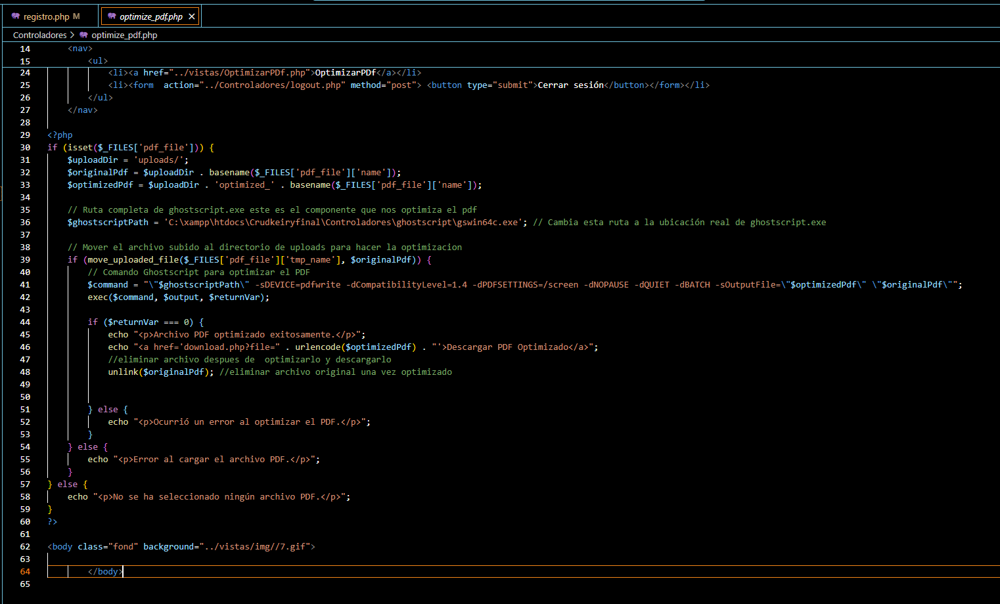 registro.php M
optimize_pdf.php
Controladores > optimize_pdf.php
14 <nav>
15 <ul>
24 <li><a href="../vistas/OptimizarPDf.php">OptimizarPDf</a></li>
25 <li><form  action="../Controladores/logout.php" method="post"> <button type="submit">Cerrar sesión</button></form></li>
26 </ul>
27 </nav>
28
29 <?php
30 if (isset($_FILES['pdf_file'])) {
31 $uploadDir = 'uploads/';
32 $originalPdf = $uploadDir . basename($_FILES['pdf_file']['name']);
33 $optimizedPdf = $uploadDir . 'optimized_' . basename($_FILES['pdf_file']['name']);
34
35 // Ruta completa de ghostscript.exe este es el componente que nos optimiza el pdf
36 $ghostscriptPath = 'C:\xampp\htdocs\Crudkeiryfinal\Controladores\ghostscript\gswin64c.exe'; // Cambia esta ruta a la ubicación real de ghostscript.exe
37
38 // Mover el archivo subido al directorio de uploads para hacer la optimizacion
39 if (move_uploaded_file($_FILES['pdf_file']['tmp_name'], $originalPdf)) {
40 // Comando Ghostscript para optimizar el PDF
41 $command = "\"$ghostscriptPath\" -sDEVICE=pdfwrite -dCompatibilityLevel=1.4 -dPDFSETTINGS=/screen -dNOPAUSE -dQUIET -dBATCH -sOutputFile=\"$optimizedPdf\" \"$originalPdf\"";
42 exec($command, $output, $returnVar);
43
44 if ($returnVar === 0) {
45 echo "<p>Archivo PDF optimizado exitosamente.</p>";
46 echo "<a href='download.php?file=" . urlencode($optimizedPdf) . "'>Descargar PDF Optimizado</a>";
47 //eliminar archivo despues de  optimizarlo y descargarlo
48 unlink($originalPdf); //eliminar archivo original una vez optimizado
49
50
51 } else {
52 echo "<p>Ocurrió un error al optimizar el PDF.</p>";
53 }
54 } else {
55 echo "<p>Error al cargar el archivo PDF.</p>";
56 }
57 } else {
58 echo "<p>No se ha seleccionado ningún archivo PDF.</p>";
59 }
60 ?>
61
62 <body class="fond" background="../vistas/img//7.gif">
63
64 </body>
65